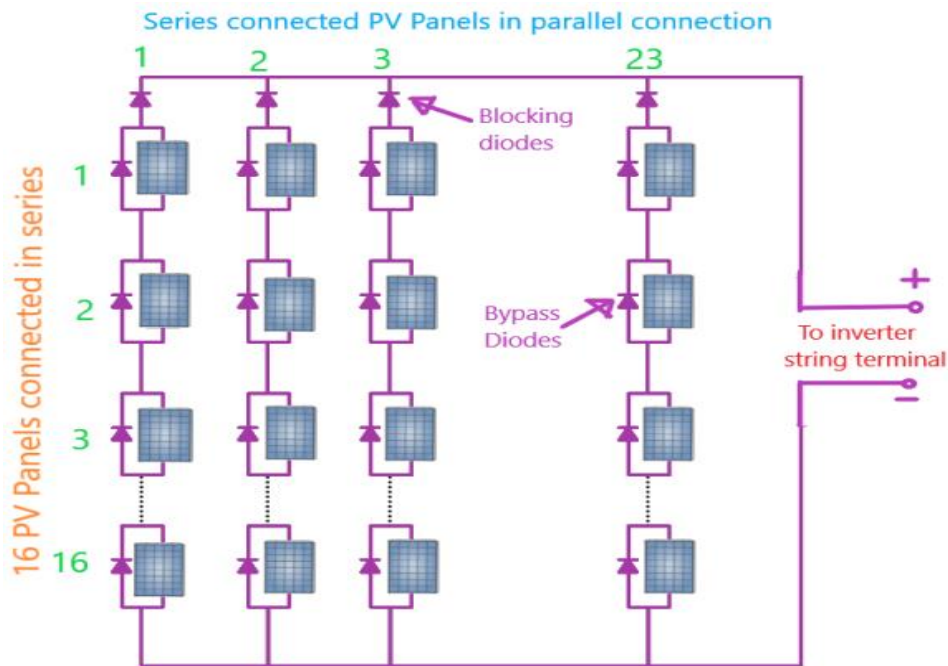 Series connected PV Panels in parallel connection
1 2 3 23
Blocking
diodes
16 PV Panels connected in series
1
2
Bypass
Diodes
+
To inverter
string terminal
-
3
16